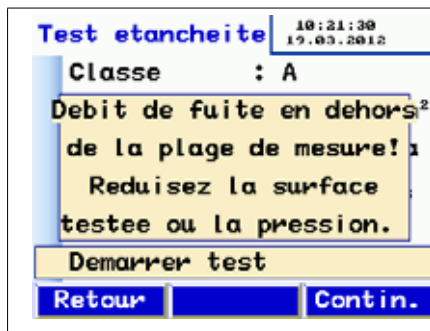 Test etancheite
10:21:30
19.03.2012
Classe : A
Debit de fuite en dehors
de la plage de mesure!
Reduisez la surface
testee ou la pression.
Demarrer test
Retour
Contin.